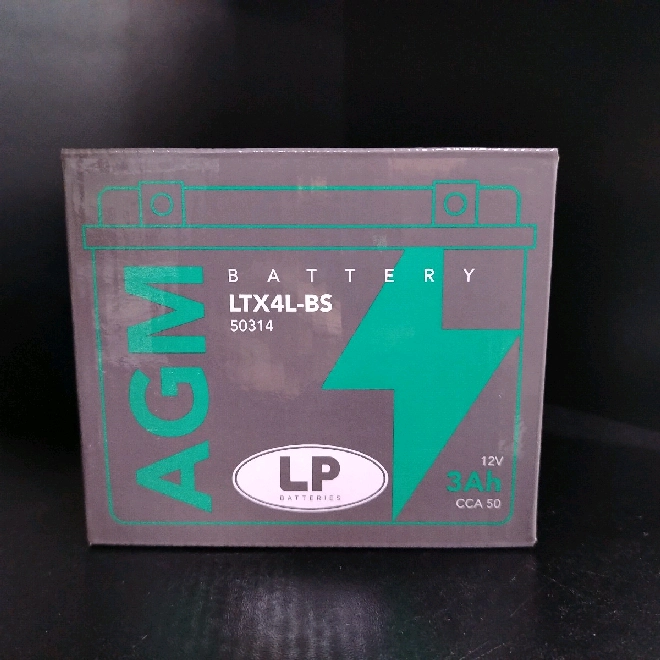 AGM
BATTERY
LTX4L-BS
50314
LP
BATTERIES
12V
3Ah
CCA 50